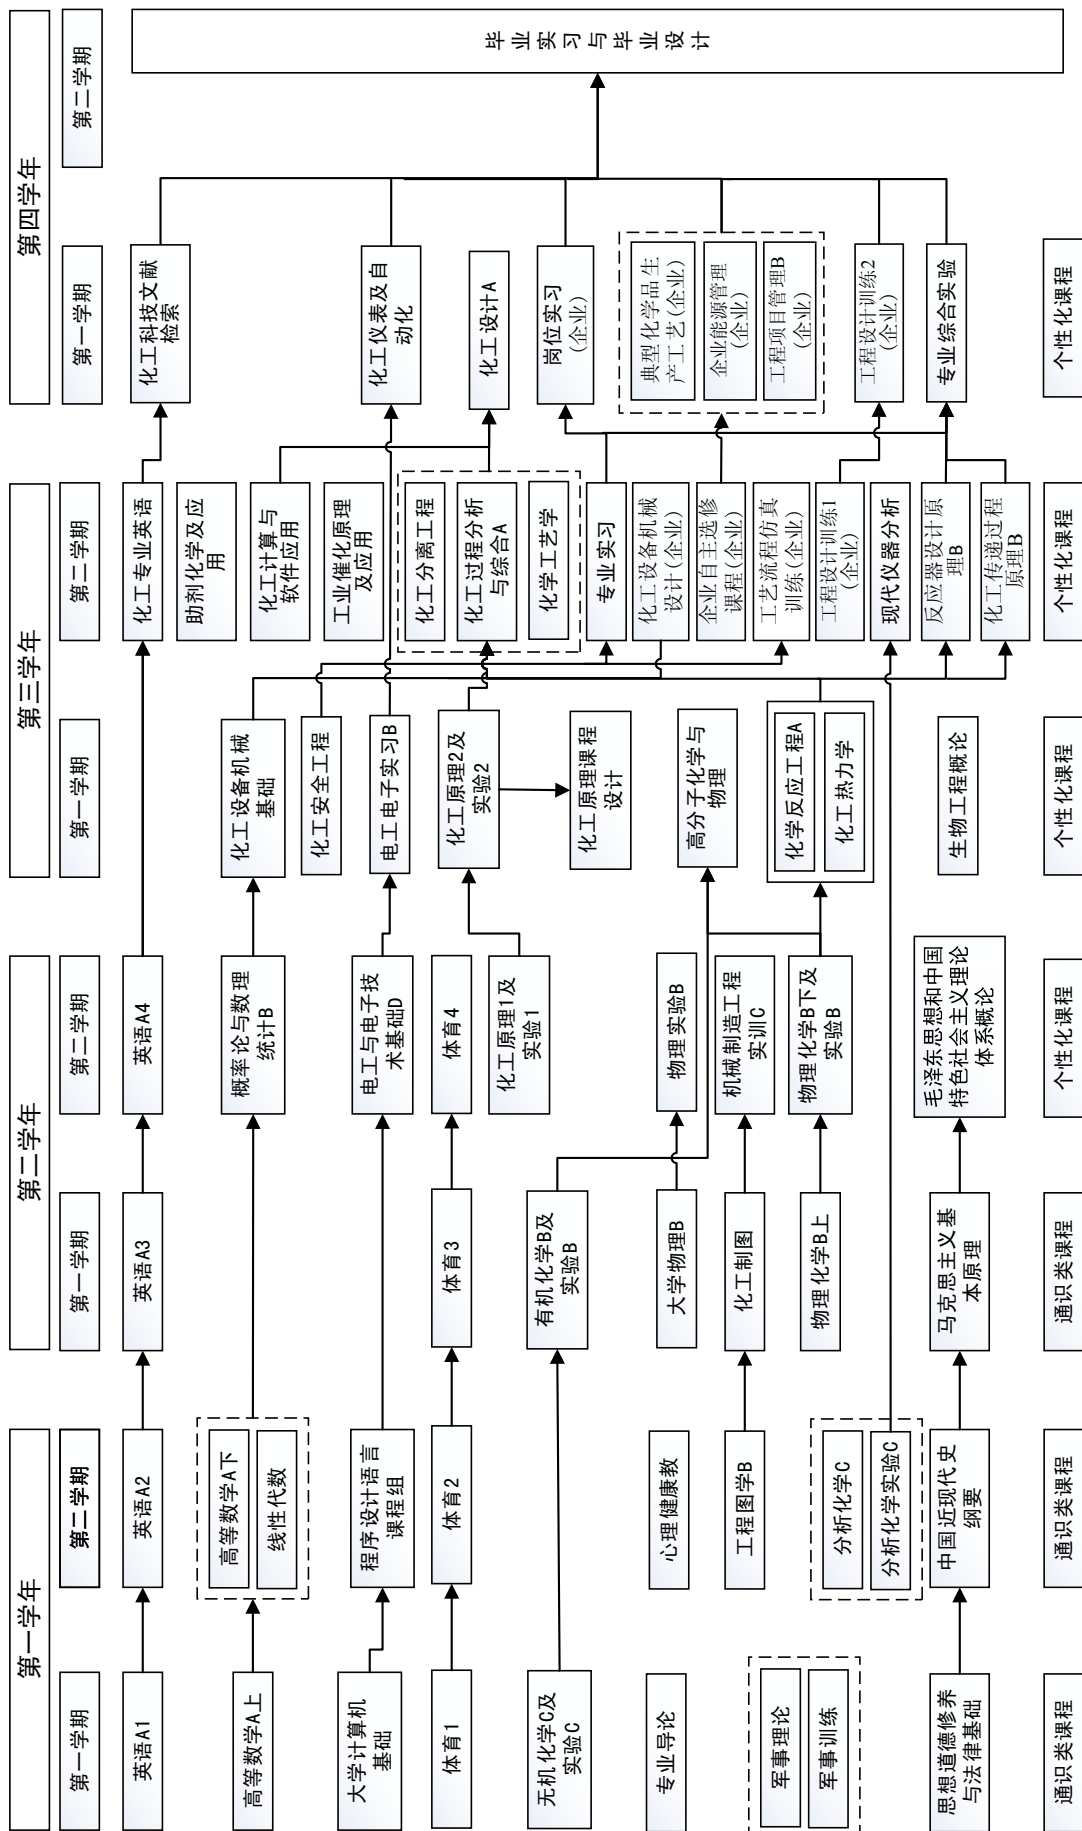 第一学年
第二学年
第三学年
第四学年
第一学期
第二学期
第一学期
第二学期
第一学期
第二学期
第一学期
第二学期
英语A1
英语A2
英语A3
英语A4
化工专业英语
化工科技文献
检索
助剂化学及应
用
高等数学A上
高等数学A下
线性代数
概率论与数理
统计B
化工设备机械
基础
化工计算与
软件应用
化工安全工程
工业催化原理
及应用
大学计算机
基础
程序设计语言
课程组
电工与电子技
术基础D
电工电子实习B
化工仪表及自
动化
体育1
体育2
体育3
体育4
化工原理1及
实验1
化工原理2及
实验2
化工分离工程
化工过程分析
与综合A
化学工艺学
化工设计A
无机化学C及
实验C
有机化学B及
实验B
化工原理课程
设计
专业实习
岗位实习
(企业)
专业导论
心理健康教
大学物理B
物理实验B
高分子化学与
物理
化工设备机械
设计(企业)
典型化学品生
产工艺(企业)
企业能源管理
(企业)
工程项目管理B
(企业)
工程图学B
化工制图
机械制造工程
实训C
企业自主选修
课程(企业)
军事理论
军事训练
分析化学C
分析化学实验C
物理化学B上
物理化学B下及
实验B
化学反应工程A
化工热力学
工艺流程仿真
训练(企业)
工程设计训练1
(企业)
工程设计训练2
(企业)
现代仪器分析
思想道德修养
与法律基础
中国近现代史
纲要
马克思主义基
本原理
毛泽东思想和中国
特色社会主义理论
体系概论
生物工程概论
反应器设计原
理B
化工传递过程
原理B
专业综合实验
毕业实习与毕业设计
通识类课程
通识类课程
通识类课程
个性化课程
个性化课程
个性化课程
个性化课程